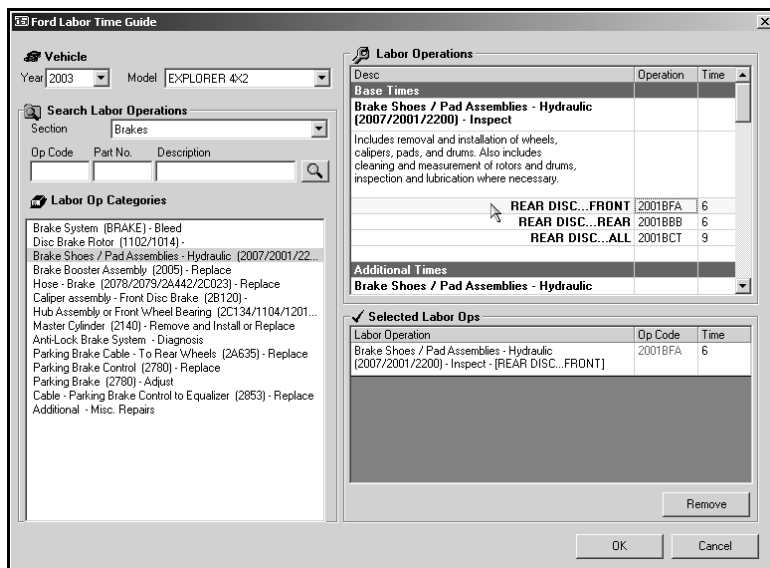 Ford Labor Time Guide
Vehicle
Year 2003 Model EXPLORER 4X2
Search Labor Operations
Section Brakes
Op Code Part No. Description
Labor Op Categories
Brake System (BRAKE) - Bleed
Disc Brake Rotor (1102/1014) -
Brake Shoes / Pad Assemblies - Hydraulic (2007/2001/22...
Brake Booster Assembly (2005) - Replace
Hose - Brake (2078/2079/2A442/2C023) - Replace
Caliper assembly - Front Disc Brake (2B120) -
Hub Assembly or Front Wheel Bearing (2C134/1104/1201...
Master Cylinder (2140) - Remove and Install or Replace
Anti-Lock Brake System - Diagnosis
Parking Brake Cable - To Rear Wheels (2A635) - Replace
Parking Brake Control (2780) - Replace
Parking Brake (2780) - Adjust
Cable - Parking Brake Control to Equalizer (2853) - Replace
Additional - Misc. Repairs
Labor Operations
Desc Operation Time
Base Times
Brake Shoes / Pad Assemblies - Hydraulic
(2007/2001/2200) - Inspect
Includes removal and installation of wheels,
calipers, pads, and drums. Also includes
cleaning and measurement of rotors and drums,
inspection and lubrication where necessary.
REAR DISC...FRONT 2001BFA 6
REAR DISC...REAR 2001BBB 6
REAR DISC...ALL 2001BCT 9
Additional Times
Brake Shoes / Pad Assemblies - Hydraulic
Selected Labor Ops
Labor Operation Op Code Time
Brake Shoes / Pad Assemblies - Hydraulic 2001BFA 6
(2007/2001/2200) - Inspect - [REAR DISC...FRONT]
Remove
OK Cancel